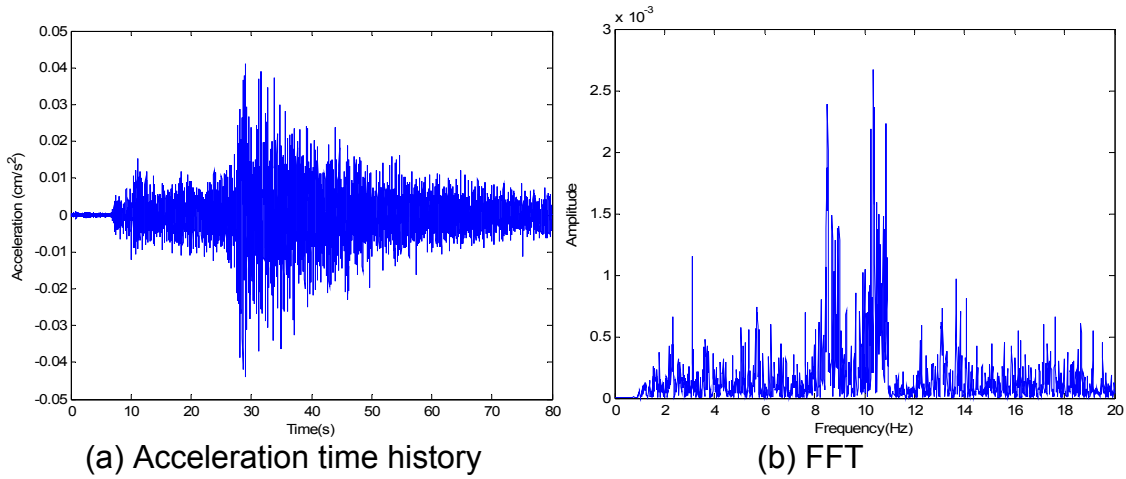 0.05
0.04
0.03
0.02
0.01
0
-0.01
-0.02
-0.03
-0.04
-0.05
Acceleration (cm/s²)
0 10 20 30 40 50 60 70 80
Time(s)
(a) Acceleration time history
x 10⁻³
3
2.5
2
1.5
1
0.5
0
Amplitude
0 2 4 6 8 10 12 14 16 18 20
Frequency(Hz)
(b) FFT